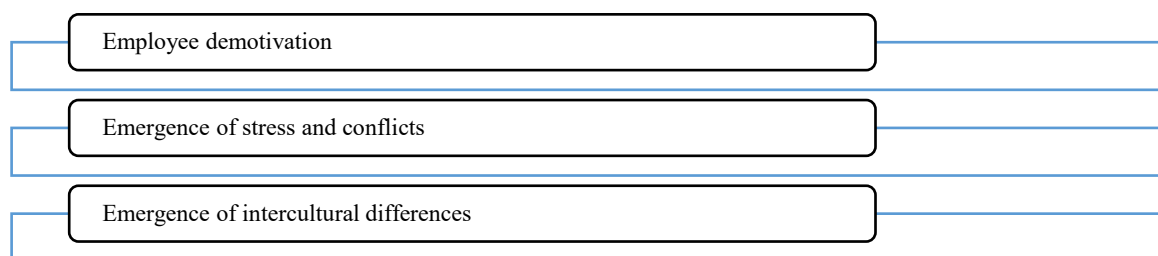 Employee demotivation
Emergence of stress and conflicts
Emergence of intercultural differences